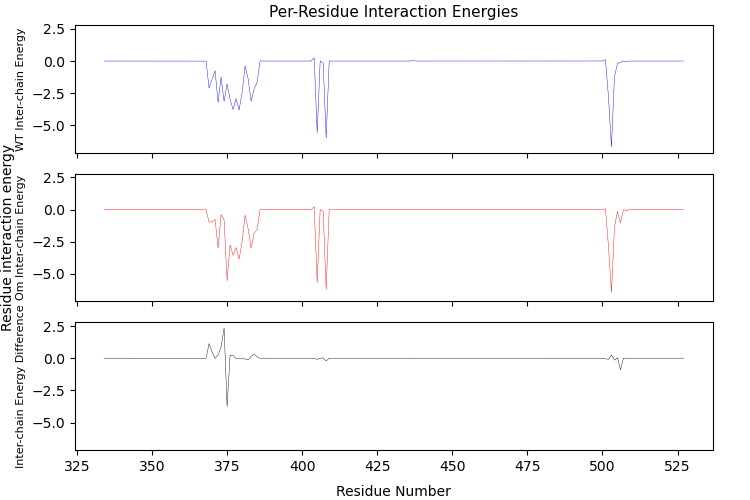 Per-Residue Interaction Energies
Residue interaction energy
WT Inter-chain Energy
2.5
0.0
−2.5
−5.0
Om Inter-chain Energy
2.5
0.0
−2.5
−5.0
Inter-chain Energy Difference
2.5
0.0
−2.5
−5.0
325 350 375 400 425 450 475 500 525
Residue Number